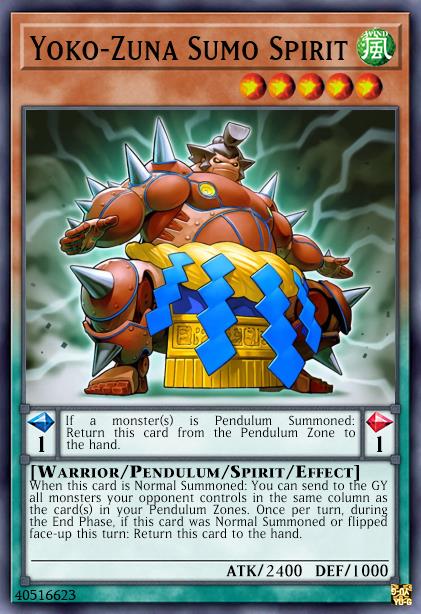 Yoko-Zuna Sumo Spirit
WIND
風
If a monster(s) is Pendulum Summoned:
Return this card from the Pendulum Zone to
the hand.
1
1
[Warrior/Pendulum/Spirit/Effect]
When this card is Normal Summoned: You can send to the GY
all monsters your opponent controls in the same column as
the card(s) in your Pendulum Zones. Once per turn, during
the End Phase, if this card was Normal Summoned or flipped
face-up this turn: Return this card to the hand.
ATK/2400 DEF/1000
40516623